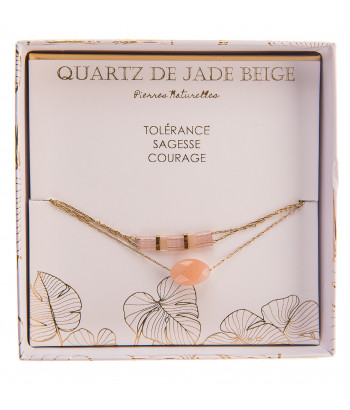 QUARTZ DE JADE BEIGE
Pierres Naturelles
TOLÉRANCE
SAGESSE
COURAGE